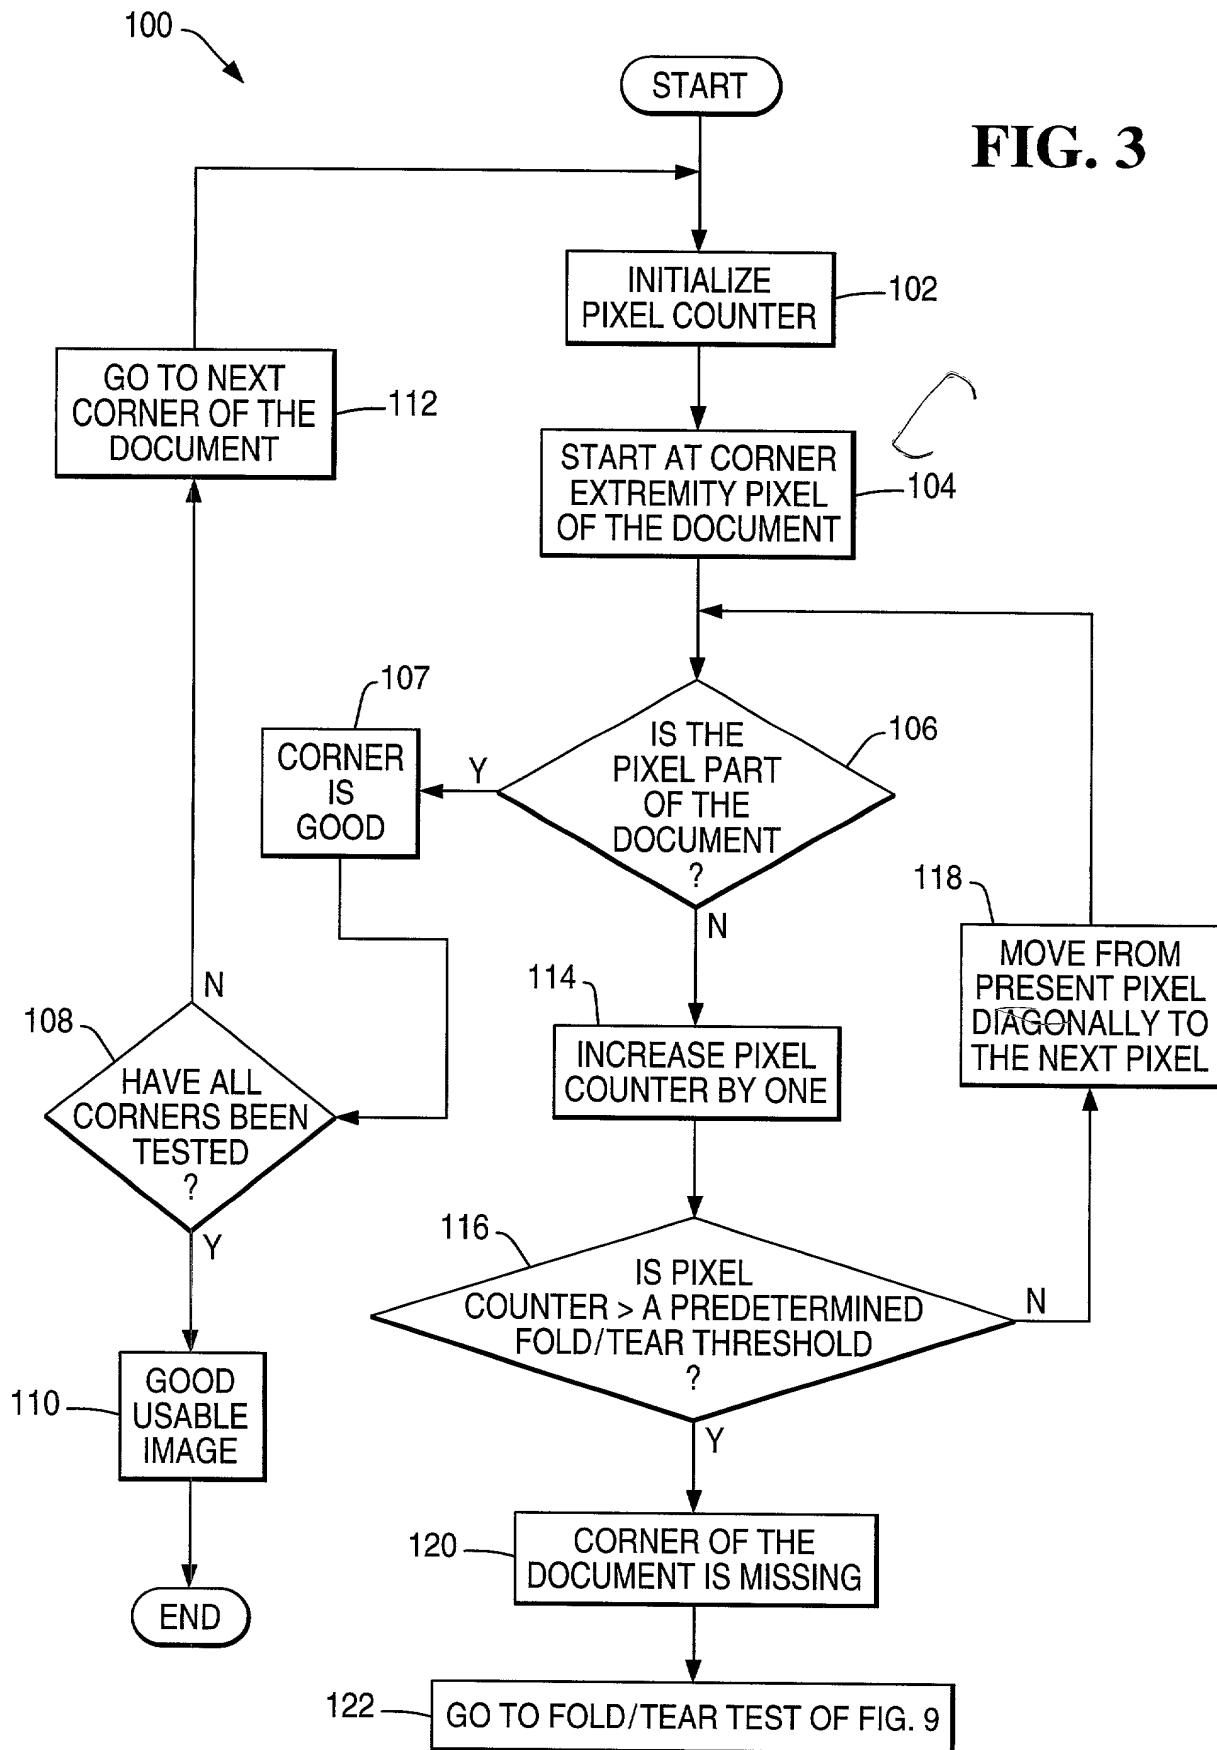 100
START
FIG. 3
INITIALIZE
PIXEL COUNTER
102
GO TO NEXT
CORNER OF THE
DOCUMENT
112
START AT CORNER
EXTREMITY PIXEL
OF THE DOCUMENT
104
107
CORNER
IS
GOOD
Y
IS THE
PIXEL PART
OF THE
DOCUMENT
?
106
N
118
MOVE FROM
PRESENT PIXEL
DIAGONALLY TO
THE NEXT PIXEL
114
INCREASE PIXEL
COUNTER BY ONE
N
108
HAVE ALL
CORNERS BEEN
TESTED
?
Y
116
IS PIXEL
COUNTER > A PREDETERMINED
FOLD/TEAR THRESHOLD
?
N
Y
110
GOOD
USABLE
IMAGE
END
120
CORNER OF THE
DOCUMENT IS MISSING
122
GO TO FOLD/TEAR TEST OF FIG. 9